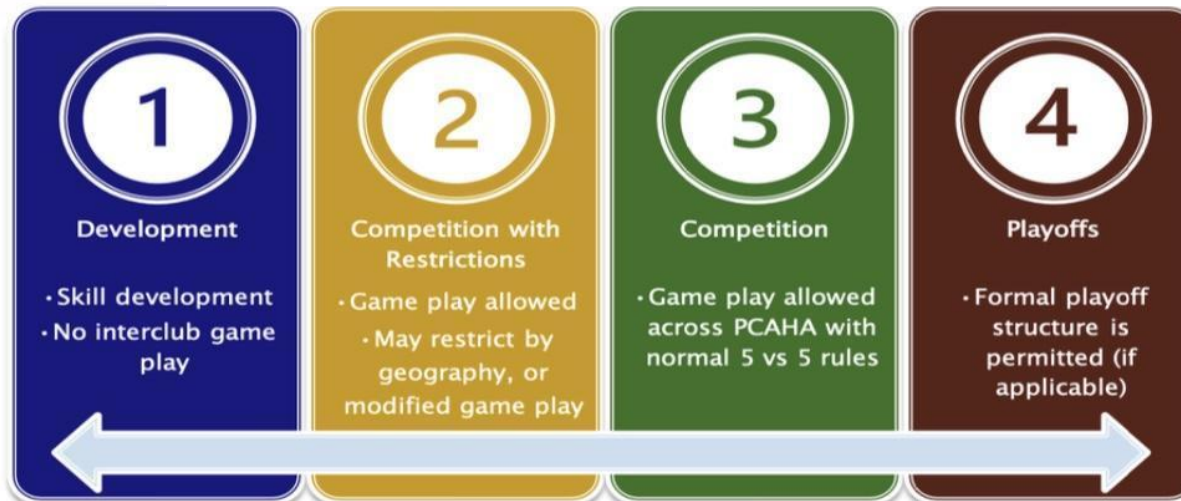 1
Development
· Skill development
· No interclub game
play
2
Competition with
Restrictions
· Game play allowed
· May restrict by
geography, or
modified game play
3
Competition
· Game play allowed
across PCAHA with
normal 5 vs 5 rules
4
Playoffs
· Formal playoff
structure is
permitted (if
applicable)